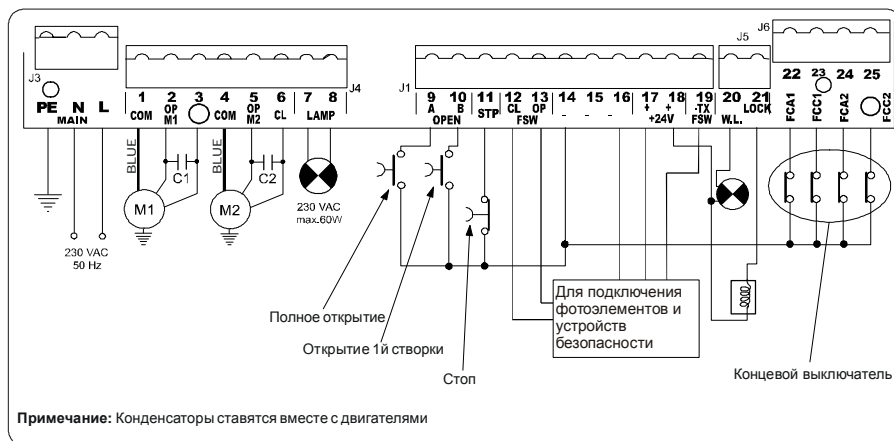 J6
J5
J3
J4
J1
PE N L
MAIN
1 2 3 4 5 6 7 8
COM OP M1 COM OP M2 CL LAMP
9 10 11 12 13 14 15 16 17 18 19 20 21
A B STP CL OP - - - + + -TX W.L. LOCK
OPEN FSW +24V FSW
22 23 24 25
FCA1 FCC1 FCA2 FCC2
BLUE BLUE
C1 C2
M1 M2
230 VAC
max.60W
230 VAC
50 Hz
Для подключения
фотоэлементов и
устройств
безопасности
Полное открытие
Открытие 1й створки
Стоп
Концевой выключатель
Примечание: Конденсаторы ставятся вместе с двигателями